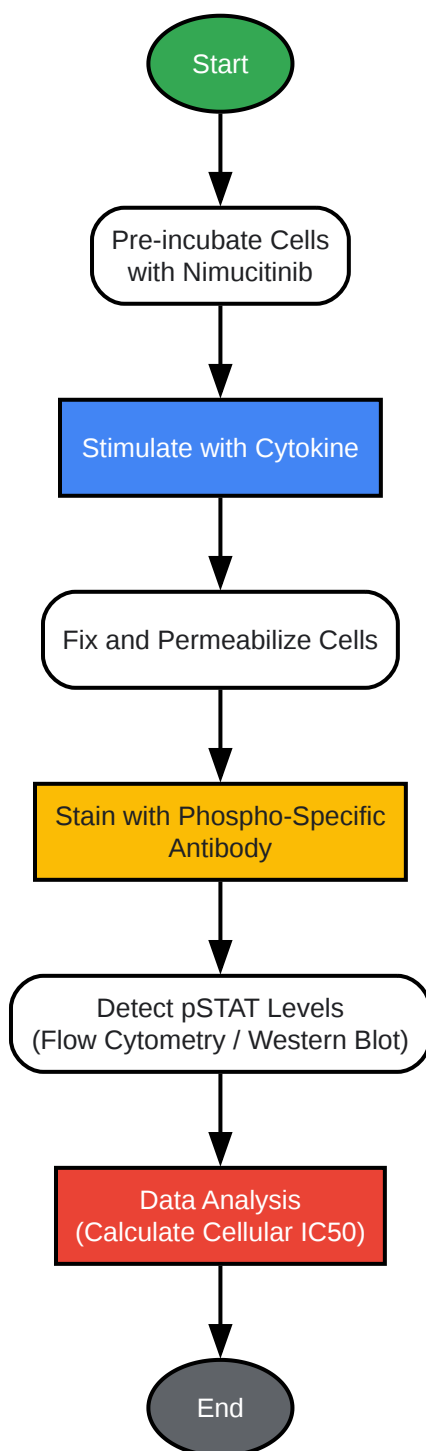 Start
Pre-incubate Cells
with Nimucitinib
Stimulate with Cytokine
Fix and Permeabilize Cells
Stain with Phospho-Specific
Antibody
Detect pSTAT Levels
(Flow Cytometry / Western Blot)
Data Analysis
(Calculate Cellular IC50)
End